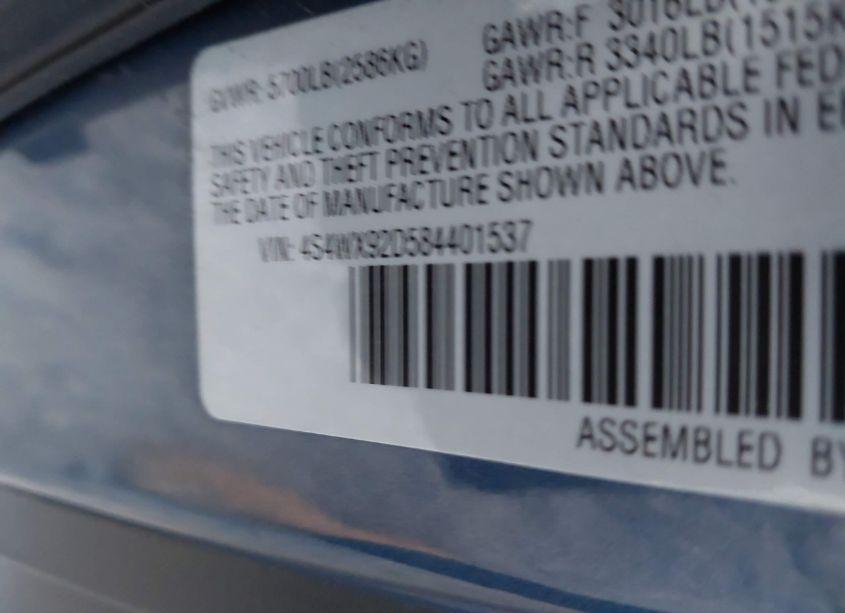 GVWR: 5700LB(2586KG) GAWR:F 3016LB(
GAWR:R 3340LB(1515K
THIS VEHICLE CONFORMS TO ALL APPLICABLE FED
SAFETY AND THEFT PREVENTION STANDARDS IN E
THE DATE OF MANUFACTURE SHOWN ABOVE.
VIN: 4S4WX92D584401537
ASSEMBLED BY